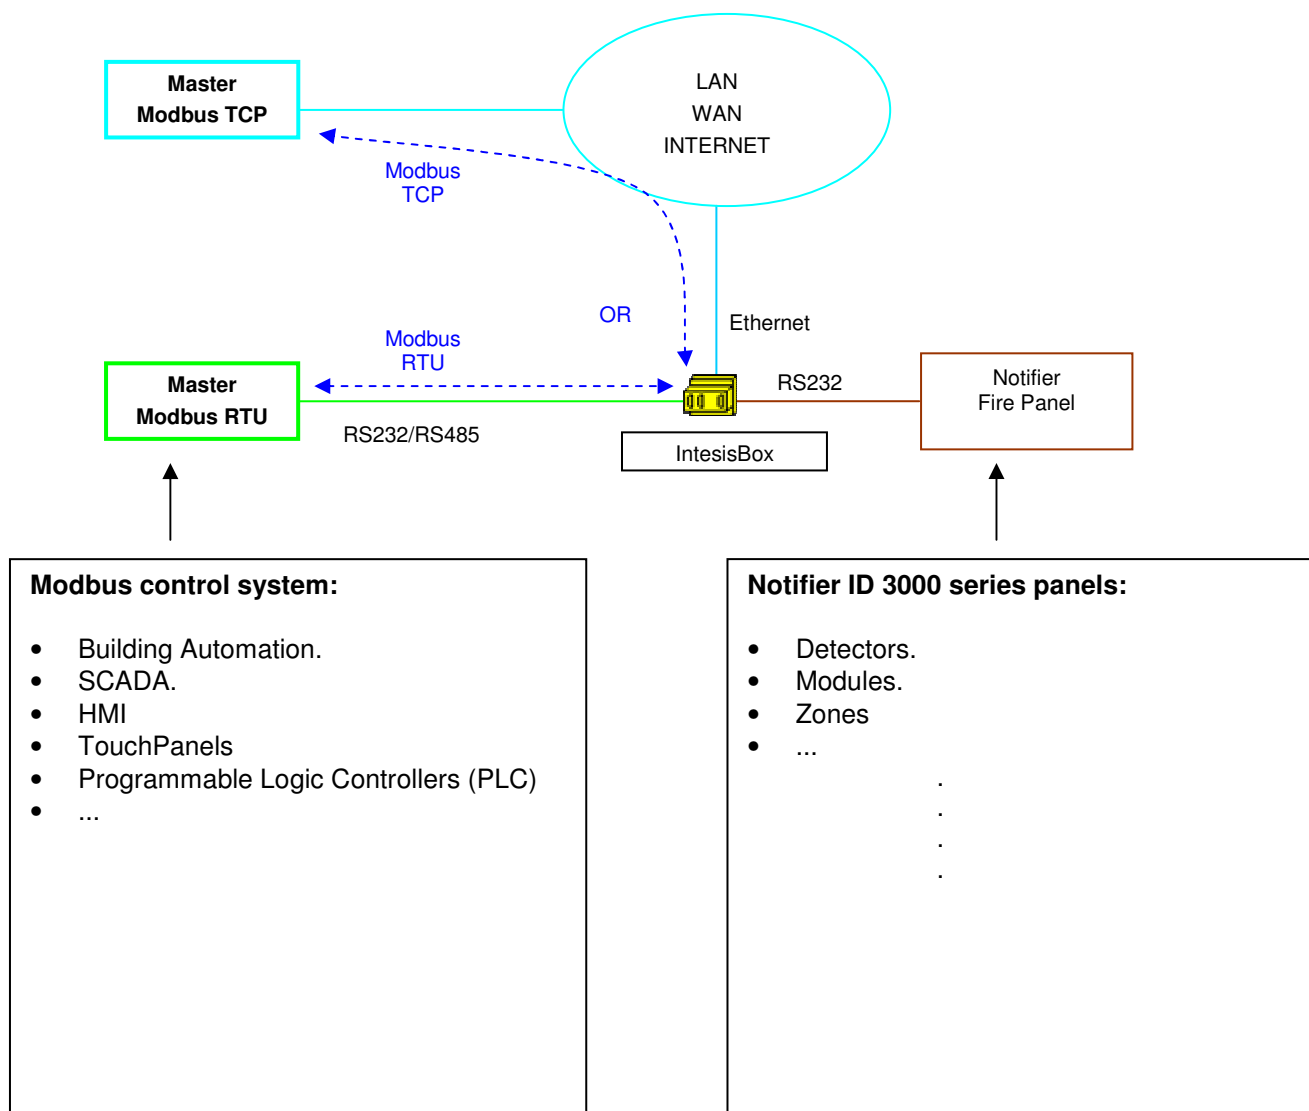 Master
Modbus TCP
LAN
WAN
INTERNET
Modbus
TCP
OR
Ethernet
Modbus
RTU
Master
Modbus RTU
RS232/RS485
RS232
IntesisBox
Notifier
Fire Panel
Modbus control system:
• Building Automation.
• SCADA.
• HMI
• TouchPanels
• Programmable Logic Controllers (PLC)
• ...
Notifier ID 3000 series panels:
• Detectors.
• Modules.
• Zones
• ...
.
.
.
.